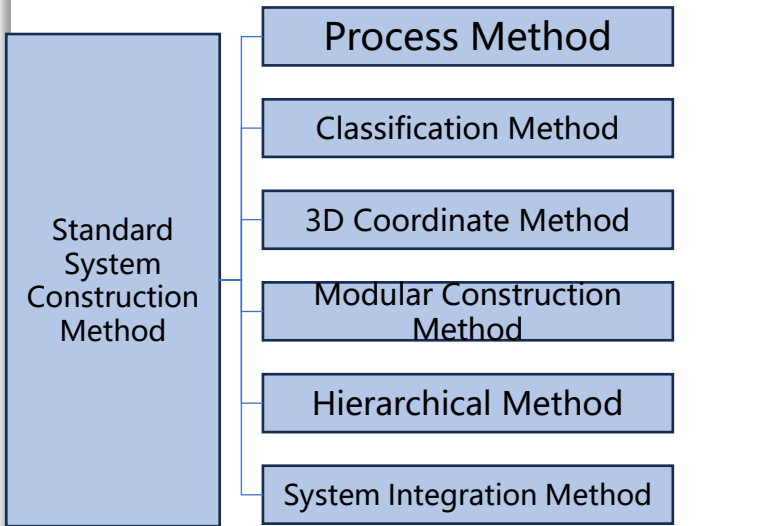 Process Method
Classification Method
3D Coordinate Method
Standard
System
Construction
Method
Modular Construction
Method
Hierarchical Method
System Integration Method